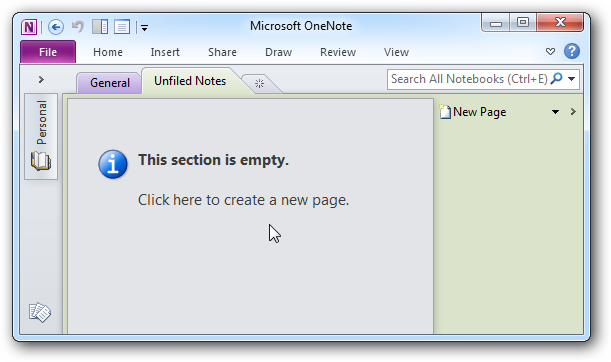 Microsoft OneNote
File Home Insert Share Draw Review View
General Unfiled Notes Search All Notebooks (Ctrl+E)
Personal
New Page
This section is empty.
Click here to create a new page.